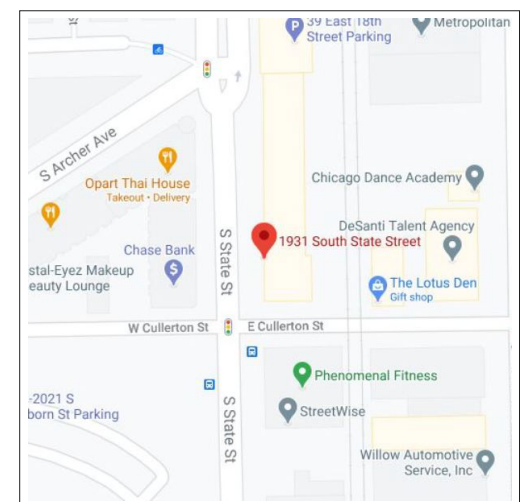 39 East 18th
Street Parking
Metropolitan
S Archer Ave
Opart Thai House
Takeout • Delivery
Chicago Dance Academy
DeSanti Talent Agency
S State St
1931 South State Street
Chase Bank
stal-Eyez Makeup
eauty Lounge
The Lotus Den
Gift shop
W Cullerton St
E Cullerton St
Phenomenal Fitness
-2021 S
born St Parking
StreetWise
S State St
Willow Automotive
Service, Inc